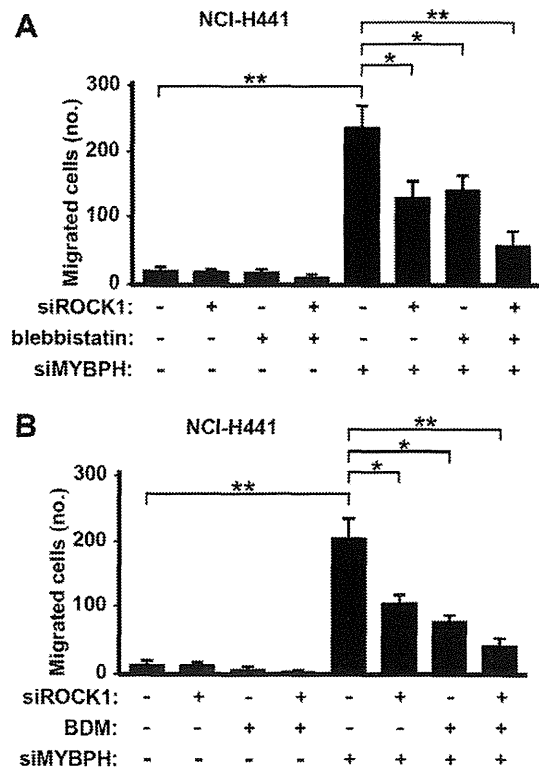 A
NCI-H441
**
*
*
**
300
200
100
0
Migrated cells (no.)
siROCK1: - + - + - + - +
blebbistatin: - - + + - - + +
siMYBPH: - - - - + + + +
B
NCI-H441
**
*
*
**
300
200
100
0
Migrated cells (no.)
siROCK1: - + - + - + - +
BDM: - - + + - - + +
siMYBPH: - - - - + + + +